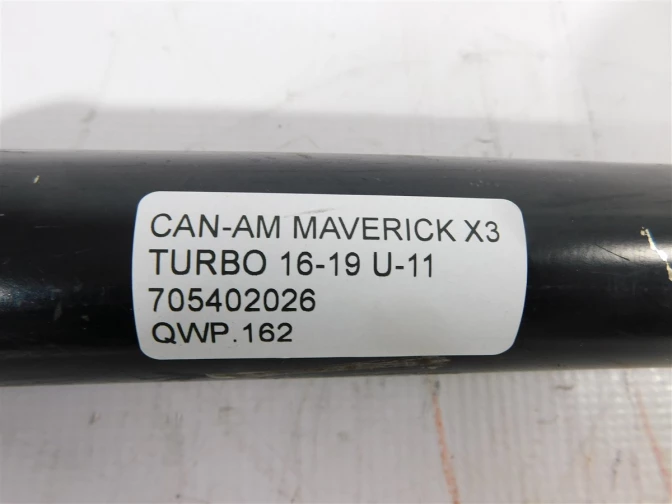 CAN-AM MAVERICK X3
TURBO 16-19 U-11
705402026
QWP.162